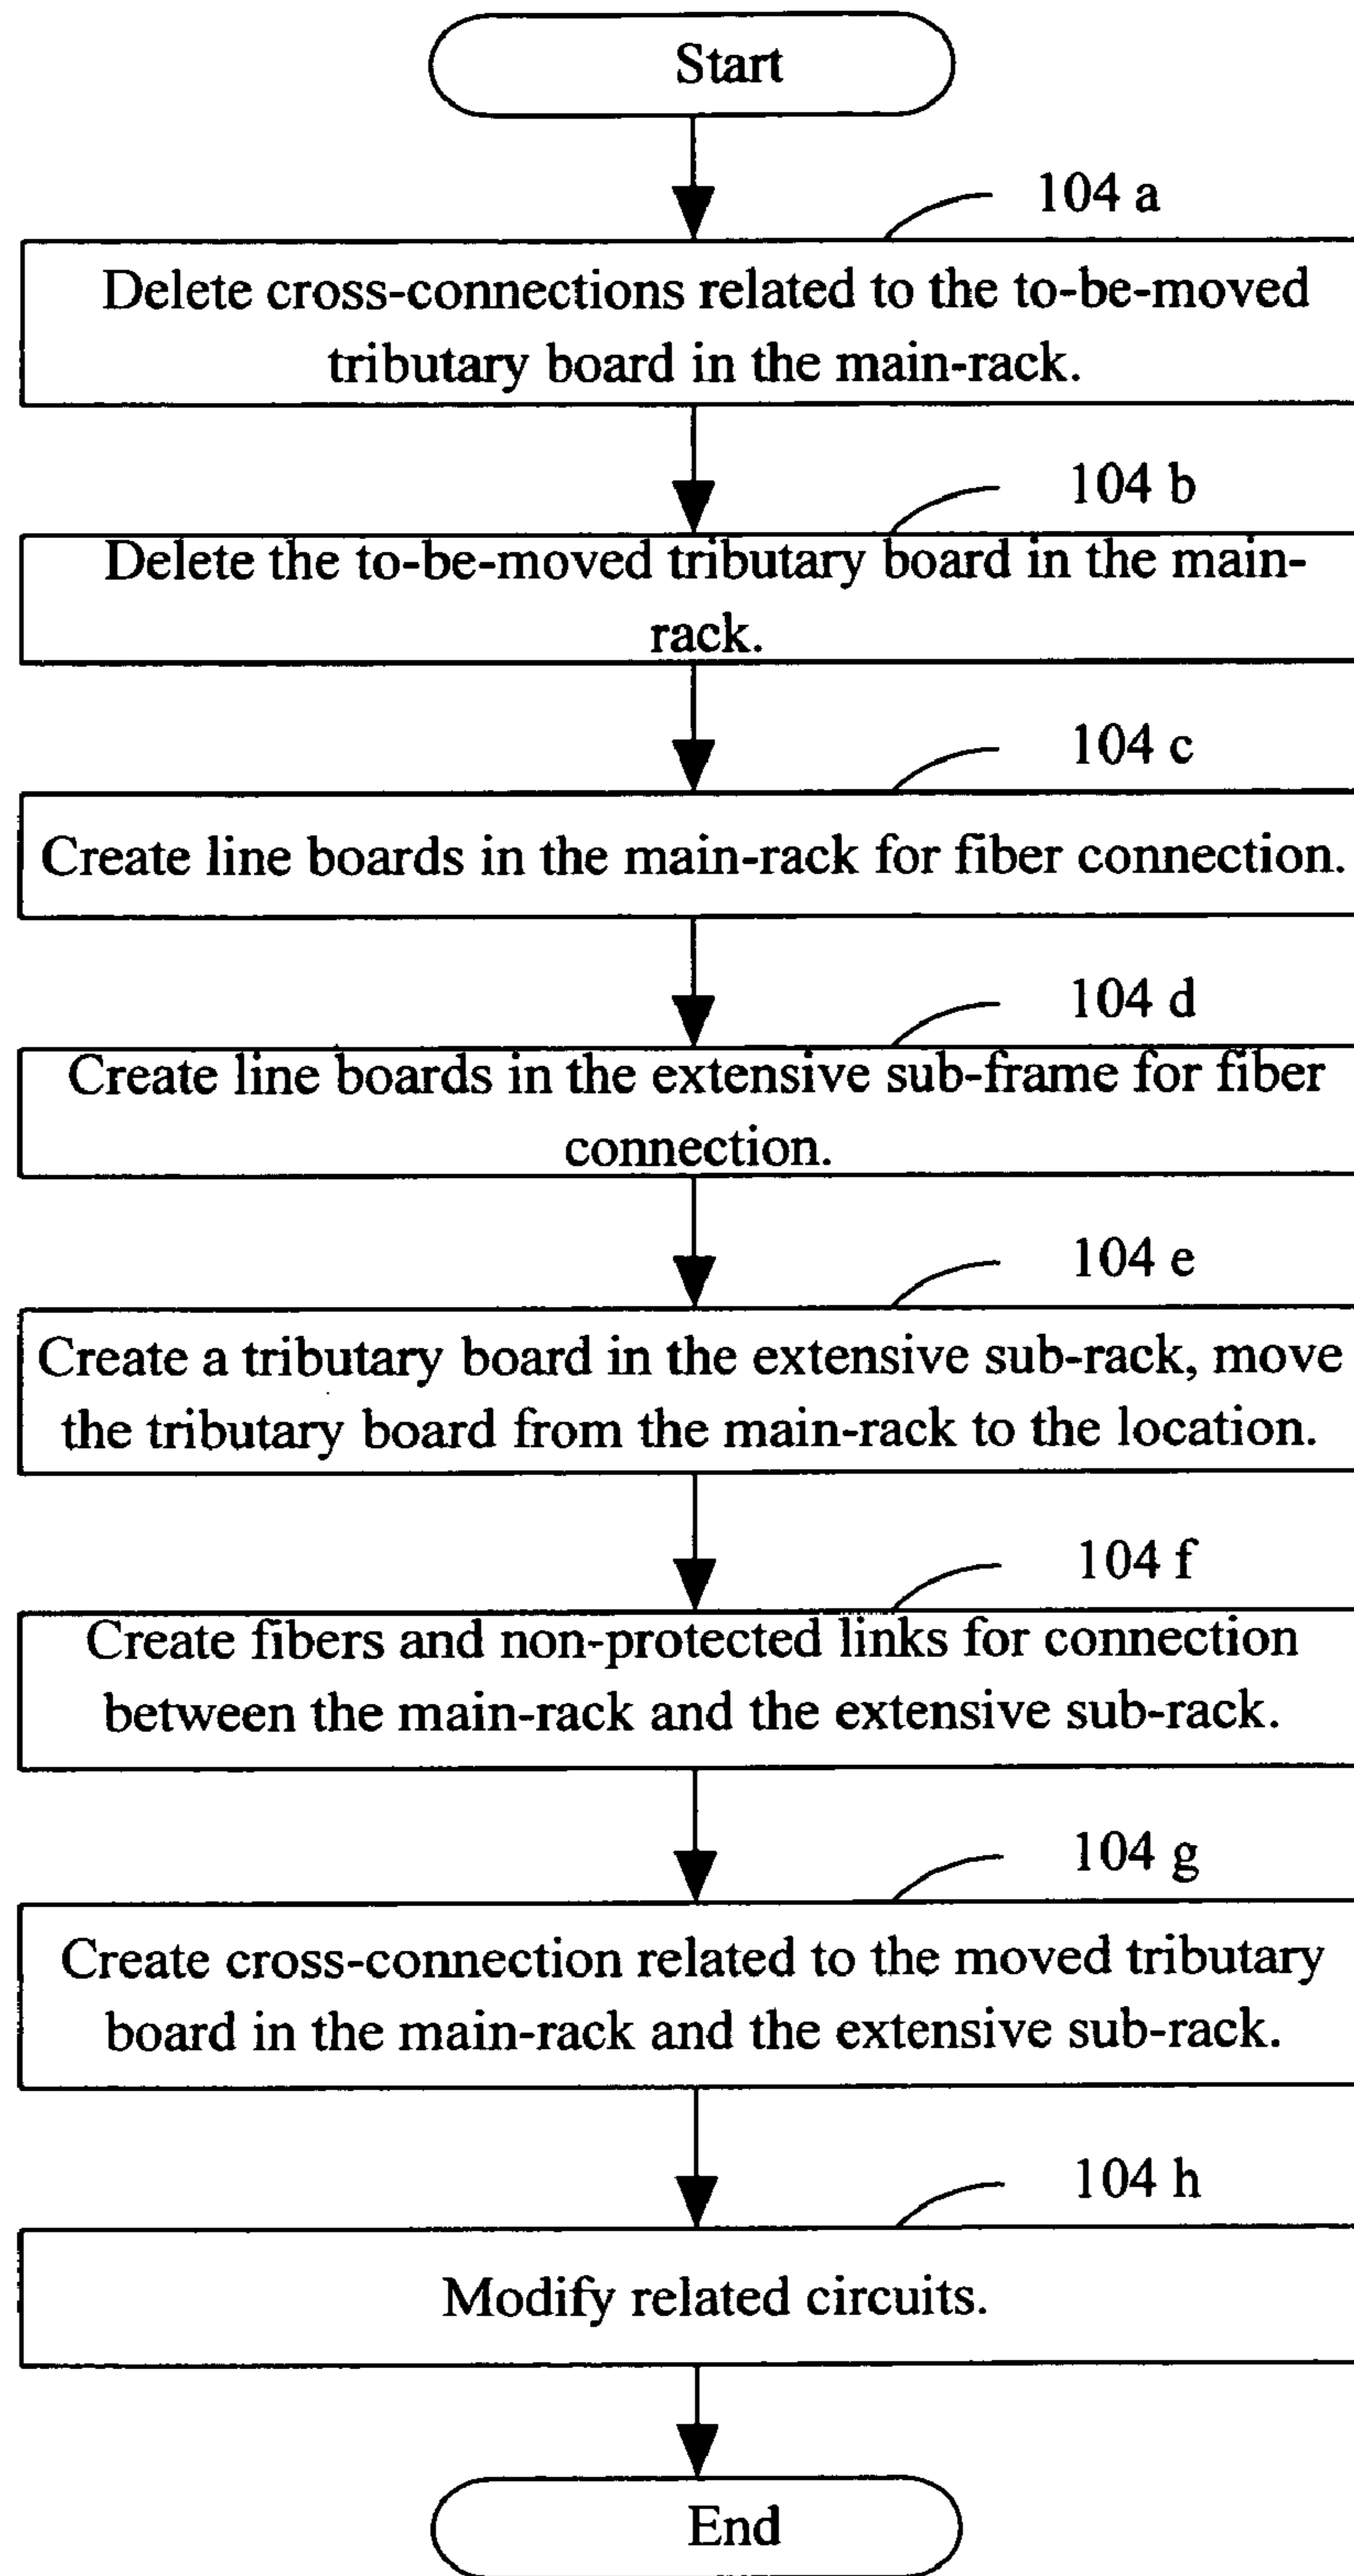 Start
104 a
Delete cross-connections related to the to-be-moved
tributary board in the main-rack.
104 b
Delete the to-be-moved tributary board in the main-
rack.
104 c
Create line boards in the main-rack for fiber connection.
104 d
Create line boards in the extensive sub-frame for fiber
connection.
104 e
Create a tributary board in the extensive sub-rack, move
the tributary board from the main-rack to the location.
104 f
Create fibers and non-protected links for connection
between the main-rack and the extensive sub-rack.
104 g
Create cross-connection related to the moved tributary
board in the main-rack and the extensive sub-rack.
104 h
Modify related circuits.
End